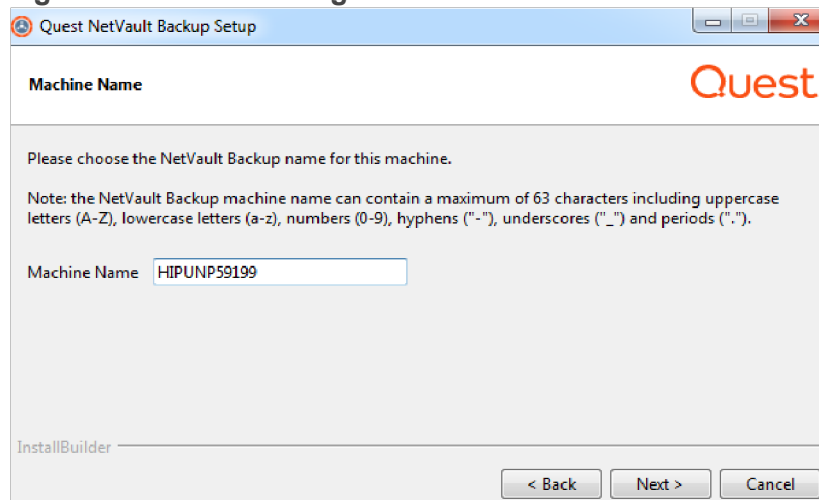 Quest NetVault Backup Setup
Machine Name
Quest
Please choose the NetVault Backup name for this machine.
Note: the NetVault Backup machine name can contain a maximum of 63 characters including uppercase
letters (A-Z), lowercase letters (a-z), numbers (0-9), hyphens ("-"), underscores ("_") and periods (".").
Machine Name HIPUNP59199
InstallBuilder
< Back Next > Cancel